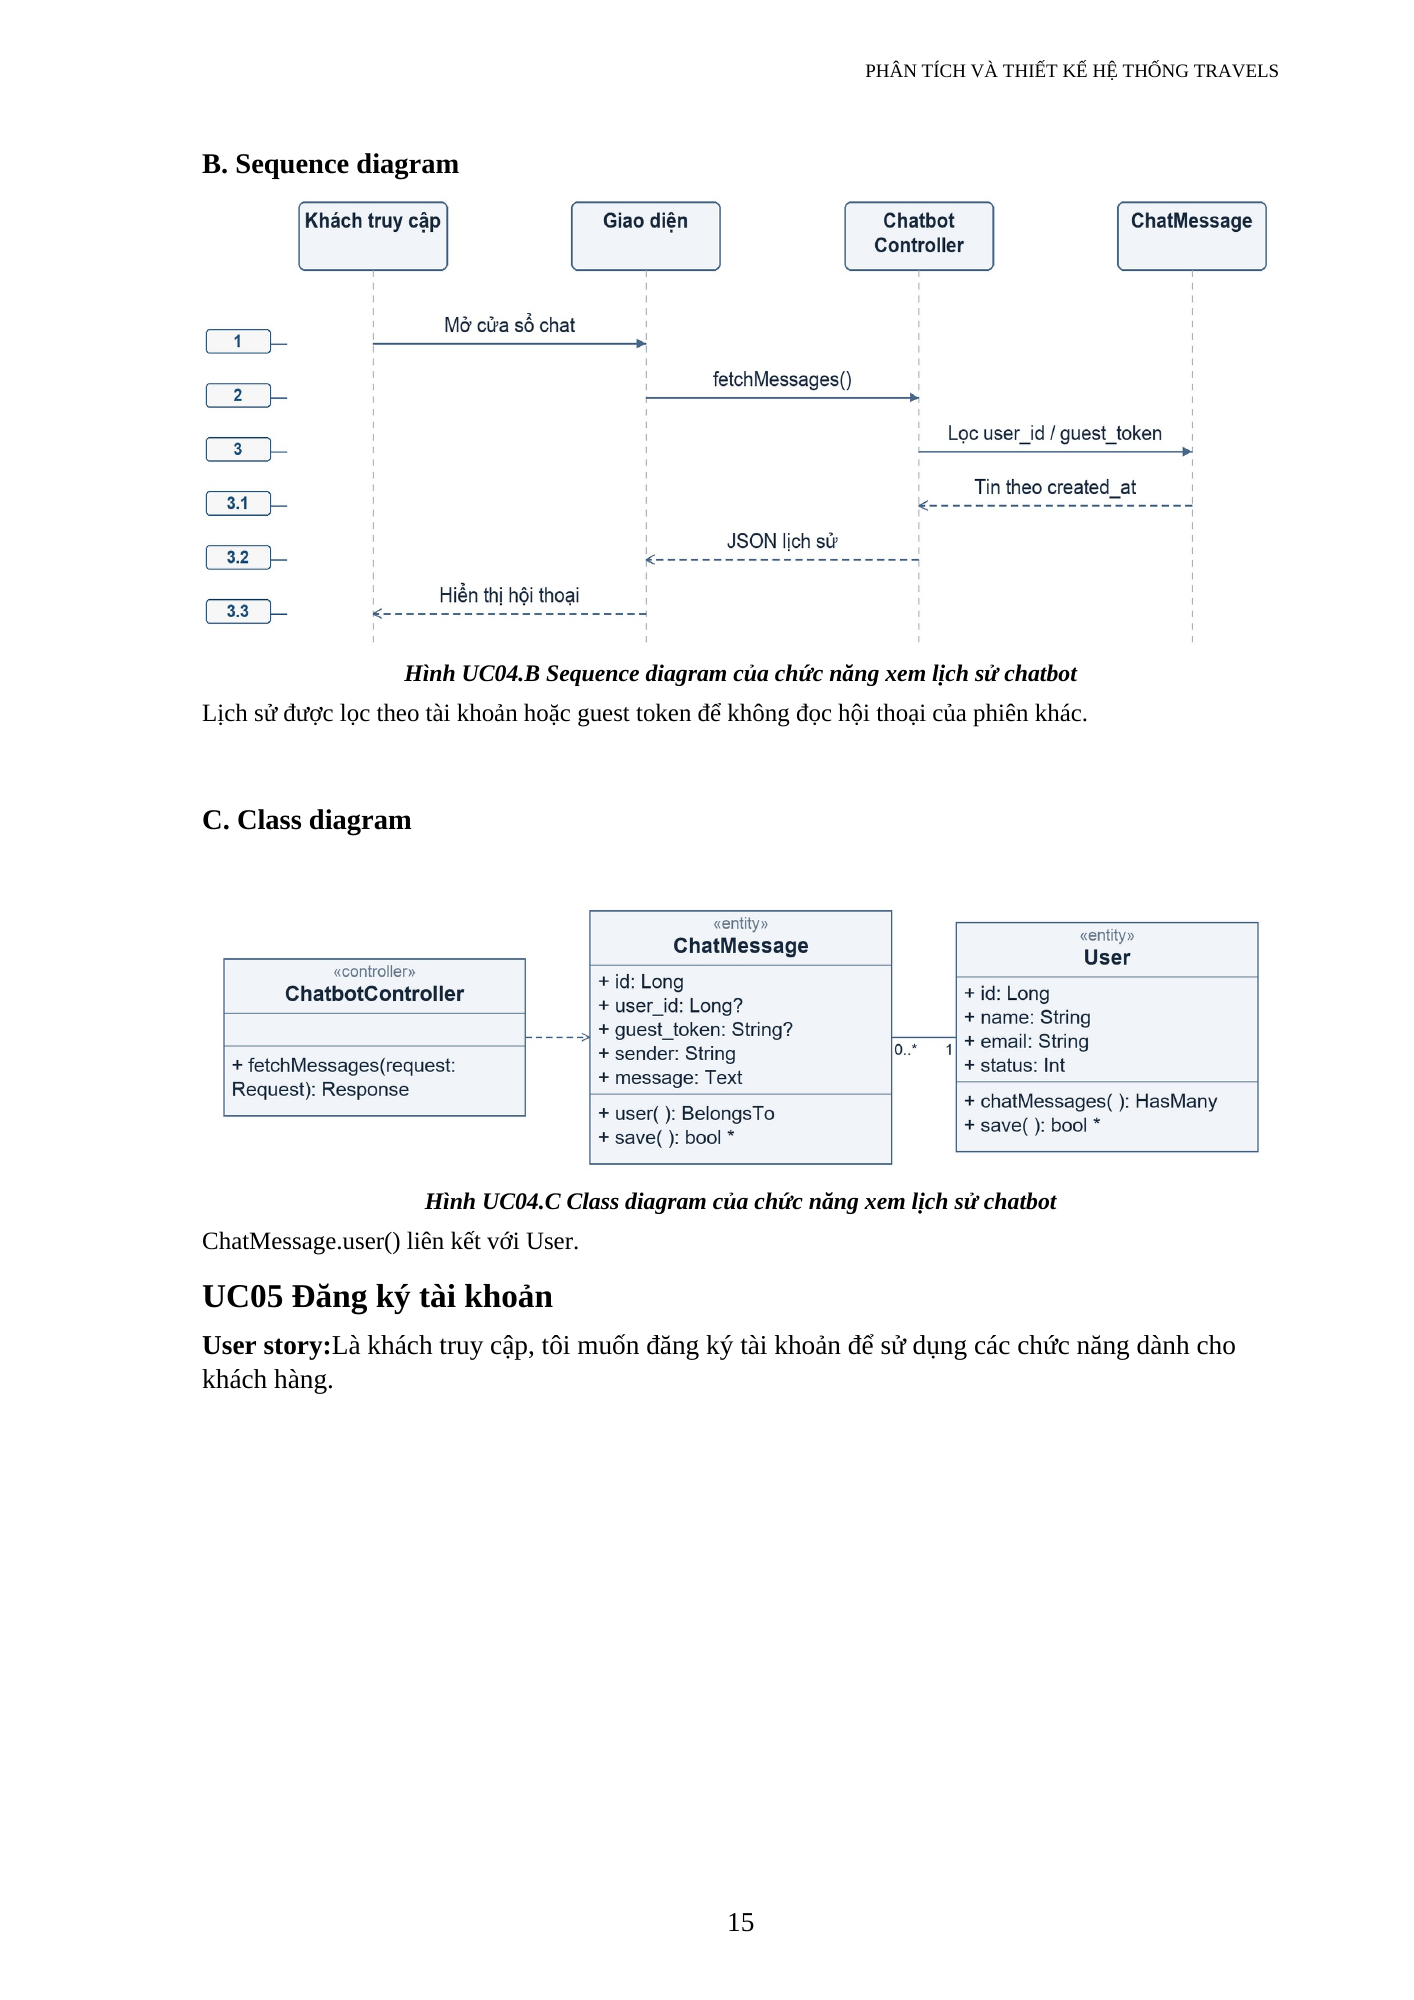 PHÂN TÍCH VÀ THIẾT KẾ HỆ THỐNG TRAVELS
B. Sequence diagram
Khách truy cập
Giao diện
Chatbot
Controller
ChatMessage
Mở cửa sổ chat
1
fetchMessages()
2
Lọc user_id / guest_token
3
Tin theo created_at
3.1
JSON lịch sử
3.2
Hiển thị hội thoại
3.3
Hình UC04.B Sequence diagram của chức năng xem lịch sử chatbot
Lịch sử được lọc theo tài khoản hoặc guest token để không đọc hội thoại của phiên khác.
C. Class diagram
«controller»
ChatbotController
+ fetchMessages(request:
Request): Response
«entity»
ChatMessage
+ id: Long
+ user_id: Long?
+ guest_token: String?
+ sender: String
+ message: Text
+ user( ): BelongsTo
+ save( ): bool *
0..* 1
«entity»
User
+ id: Long
+ name: String
+ email: String
+ status: Int
+ chatMessages( ): HasMany
+ save( ): bool *
Hình UC04.C Class diagram của chức năng xem lịch sử chatbot
ChatMessage.user() liên kết với User.
UC05 Đăng ký tài khoản
User story:Là khách truy cập, tôi muốn đăng ký tài khoản để sử dụng các chức năng dành cho
khách hàng.
15